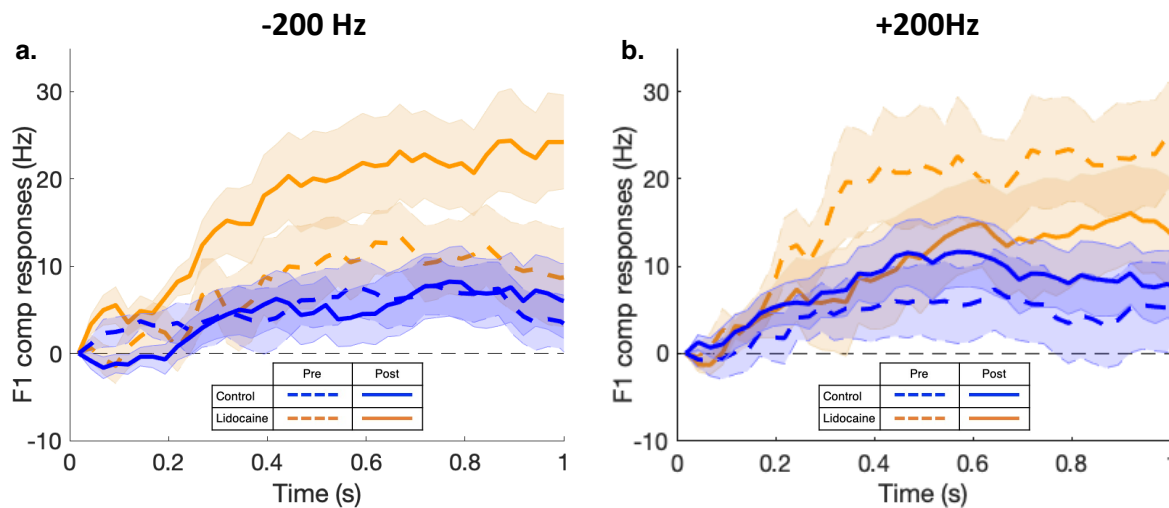 -200 Hz
a.
F1 comp responses (Hz)
30
20
10
0
-10
0
0.2
0.4
0.6
0.8
1
Time (s)
Pre Post
Control
Lidocaine
+200Hz
b.
F1 comp responses (Hz)
30
20
10
0
-10
0
0.2
0.4
0.6
0.8
1
Time (s)
Pre Post
Control
Lidocaine